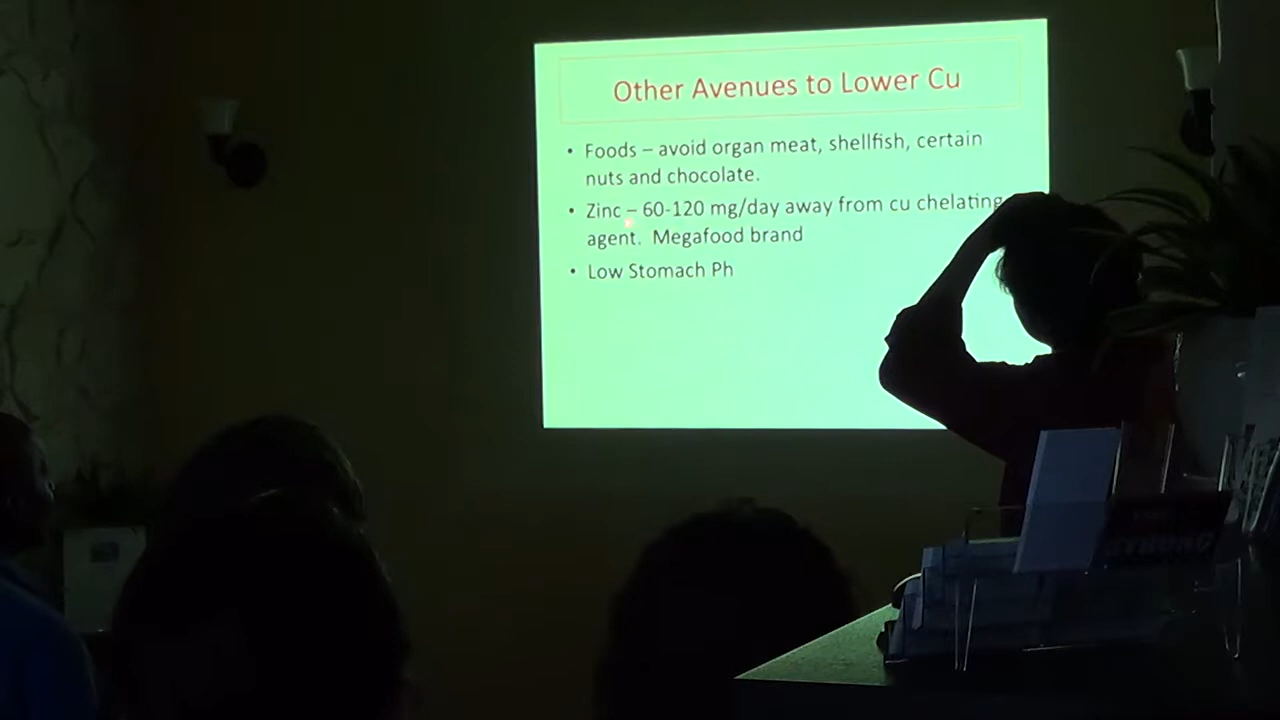 Other Avenues to Lower Cu
• Foods – avoid organ meat, shellfish, certain
nuts and chocolate.
• Zinc – 60-120 mg/day away from cu chelating
agent. Megafood brand
• Low Stomach Ph